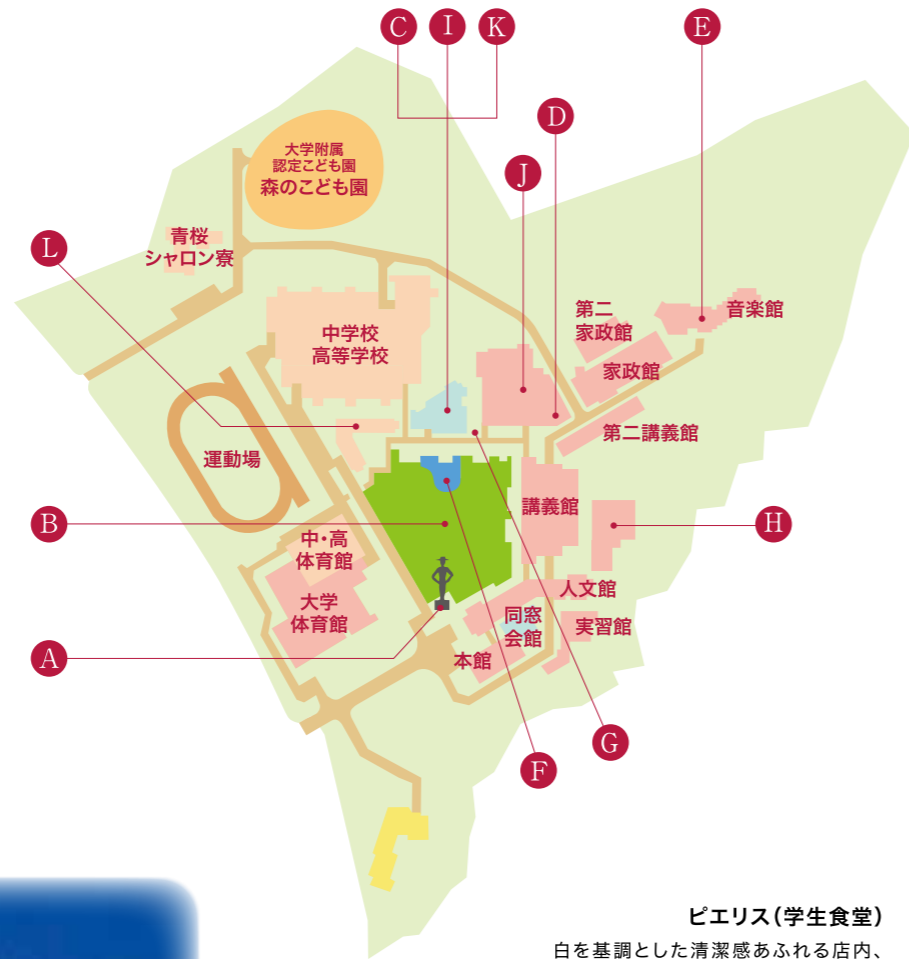 C
I
K
E
D
J
大学附属
認定こども園
森のこども園
L
青桜
シャロン寮
中学校
高等学校
第二
家政館
音楽館
家政館
第二講義館
運動場
講義館
B
H
中・高
体育館
大学
体育館
人文館
同窓
会館
実習館
本館
A
G
F
ピエリス(学生食堂)
白を基調とした清潔感あふれる店内、